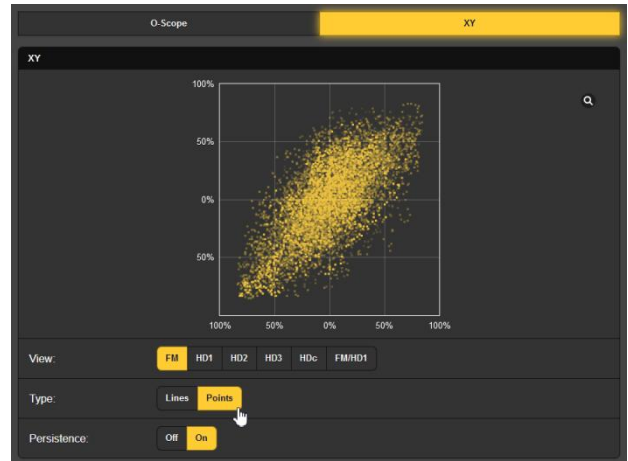 O-Scope XY
XY
100%
50%
0%
50%
100% 50% 0% 50% 100%
View: FM HD1 HD2 HD3 HDc FM/HD1
Type: Lines Points
Persistence: Off On